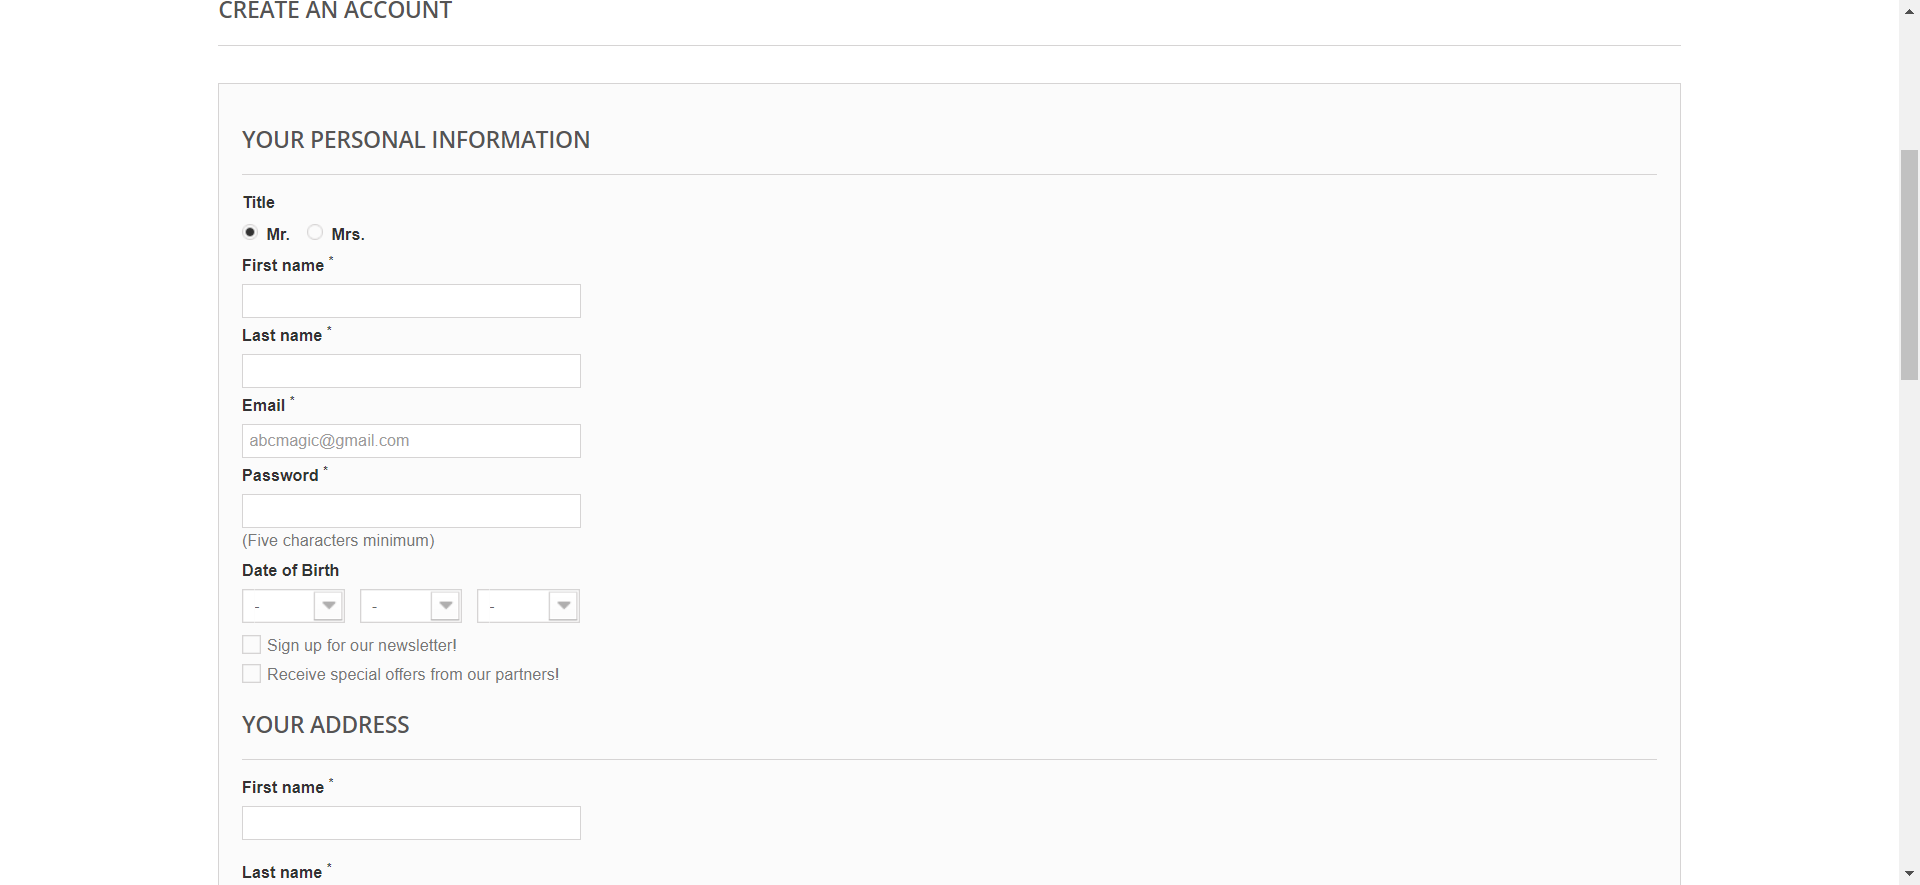 CREATE AN ACCOUNT
YOUR PERSONAL INFORMATION
Title
Mr. Mrs.
First name *
Last name *
Email *
abcmagic@gmail.com
Password *
(Five characters minimum)
Date of Birth
- - -
Sign up for our newsletter!
Receive special offers from our partners!
YOUR ADDRESS
First name *
Last name *